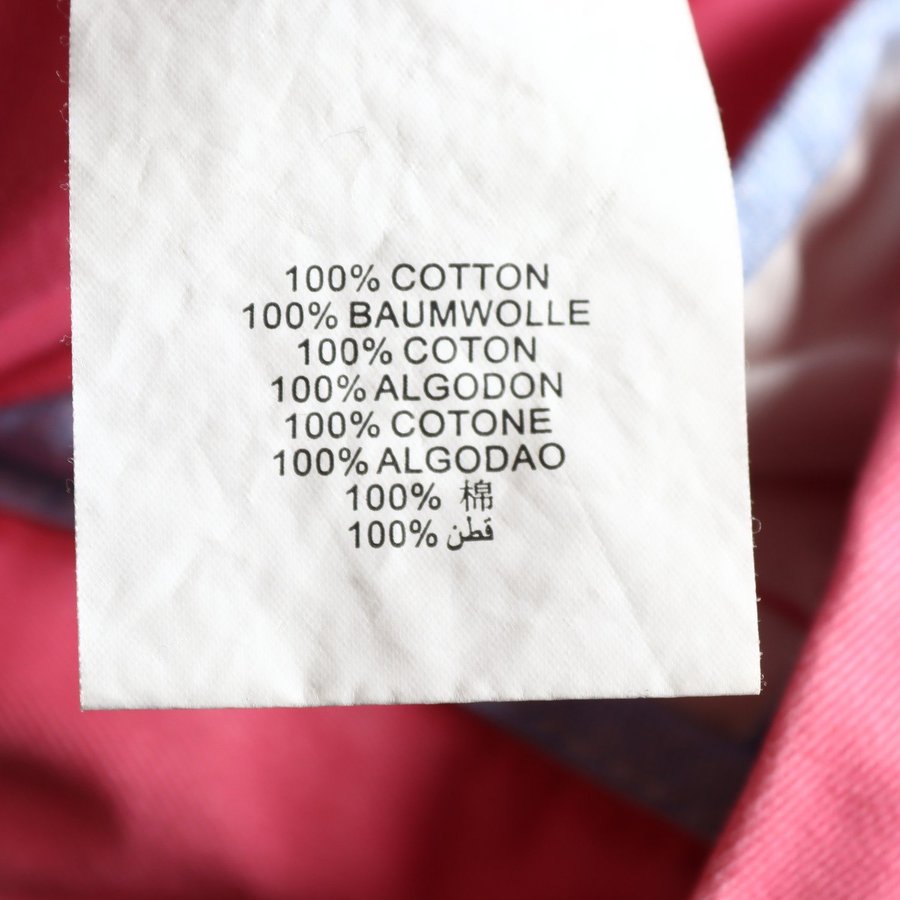 100% COTTON
100% BAUMWOLLE
100% COTON
100% ALGODON
100% COTONE
100% ALGODAO
100% 棉
100% قطن